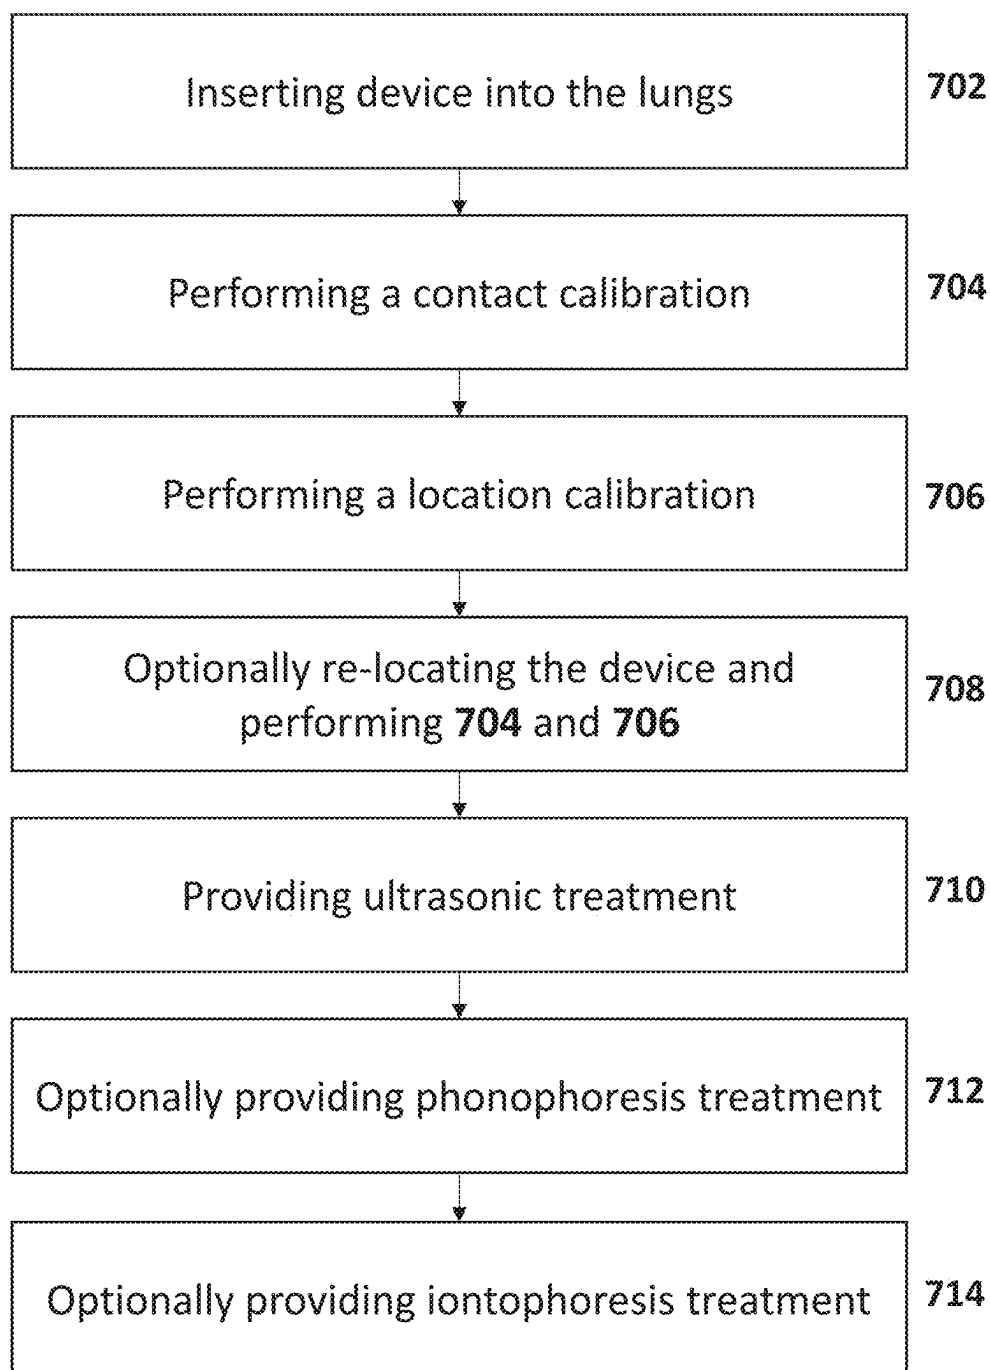 Inserting device into the lungs
702
Performing a contact calibration
704
Performing a location calibration
706
Optionally re-locating the device and
performing 704 and 706
708
Providing ultrasonic treatment
710
Optionally providing phonophoresis treatment
712
Optionally providing iontophoresis treatment
714